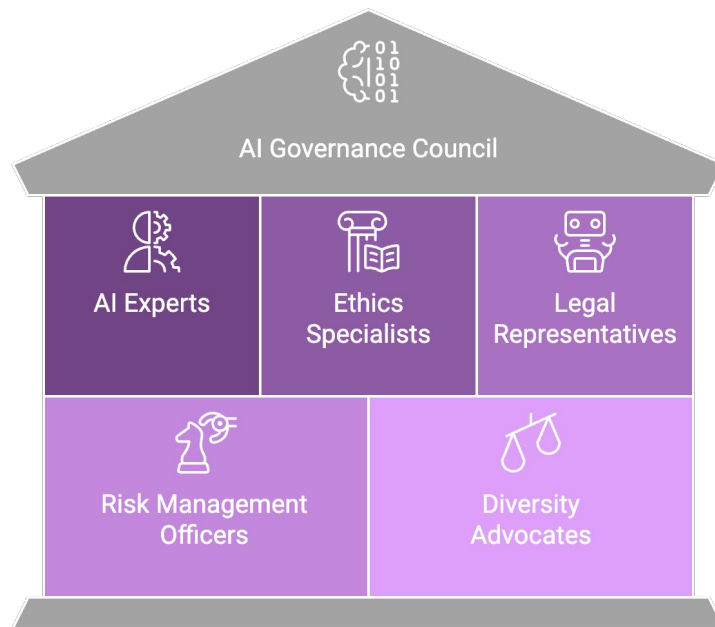 01
10
01
01
AI Governance Council
AI Experts
Ethics
Specialists
Legal
Representatives
Risk Management
Officers
Diversity
Advocates